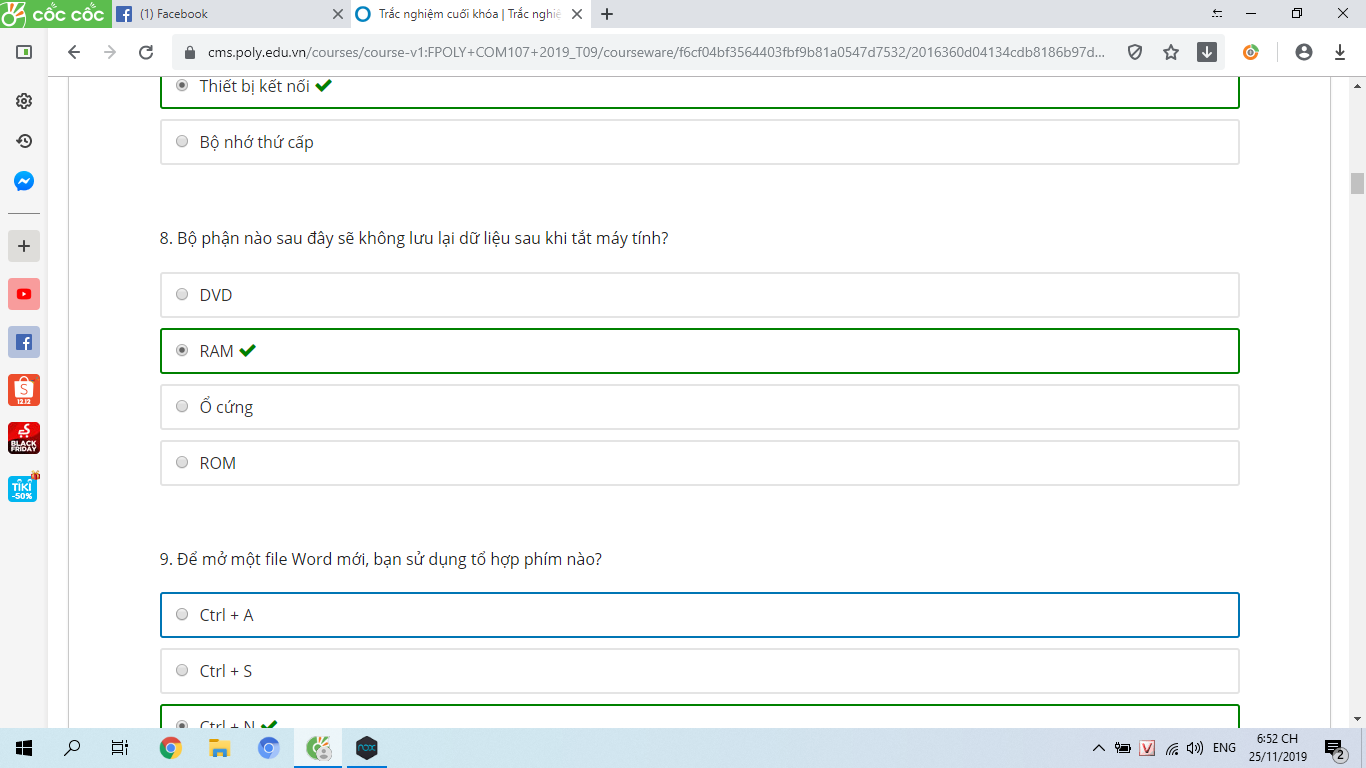 cốc cốc
(1) Facebook
Trắc nghiệm cuối khóa | Trắc nghiệ
cms.poly.edu.vn/courses/course-v1:FPOLY+COM107+2019_T09/courseware/f6cf04bf3564403fbf9b81a0547d7532/2016360d04134cdb8186b97d...
Thiết bị kết nối
Bộ nhớ thứ cấp
8. Bộ phận nào sau đây sẽ không lưu lại dữ liệu sau khi tắt máy tính?
DVD
RAM
Ổ cứng
ROM
9. Để mở một file Word mới, bạn sử dụng tổ hợp phím nào?
Ctrl + A
Ctrl + S
Ctrl + N
S
12.12
BLACK
FRIDAY
TIKI
-50%
nox
V
ENG
6:52 CH
25/11/2019
2